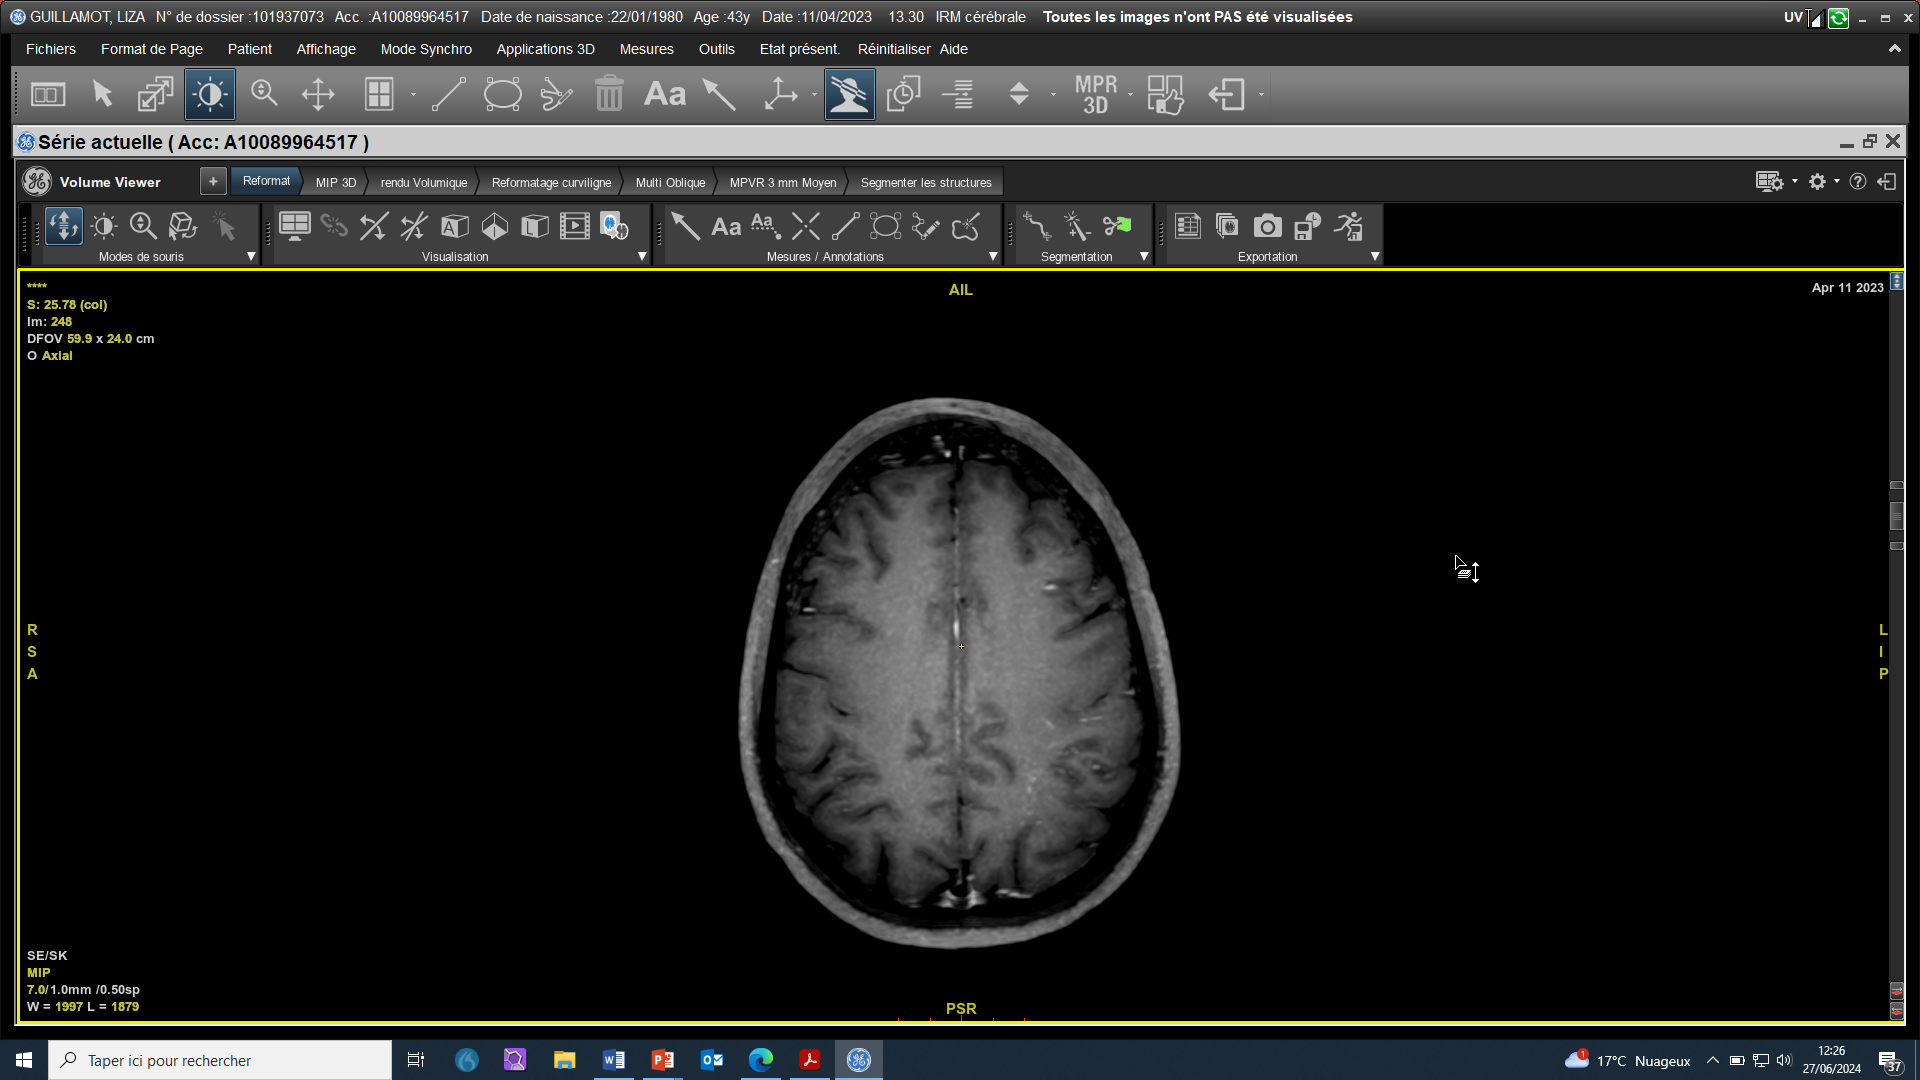 GUILLAMOT, LIZA N° de dossier :101937073 Acc. :A10089964517 Date de naissance :22/01/1980 Age :43y Date :11/04/2023 13.30 IRM cérébrale Toutes les images n'ont PAS été visualisées UV
Fichiers Format de Page Patient Affichage Mode Synchro Applications 3D Mesures Outils Etat présent. Réinitialiser Aide
Aa MPR 3D
Série actuelle ( Acc: A10089964517 )
Volume Viewer + Reformat MIP 3D rendu Volumique Reformatage curviligne Multi Oblique MPVR 3 mm Moyen Segmenter les structures
Aa Aa
Modes de souris Visualisation Mesures / Annotations Segmentation Exportation
****
S: 25.78 (col)
Im: 248
DFOV 59.9 x 24.0 cm
O Axial
AIL
Apr 11 2023
R
S
A
L
I
P
SE/SK
MIP
7.0/1.0mm /0.50sp
W = 1997 L = 1879
PSR
Taper ici pour rechercher
1 17°C Nuageux
12:26
27/06/2024
37